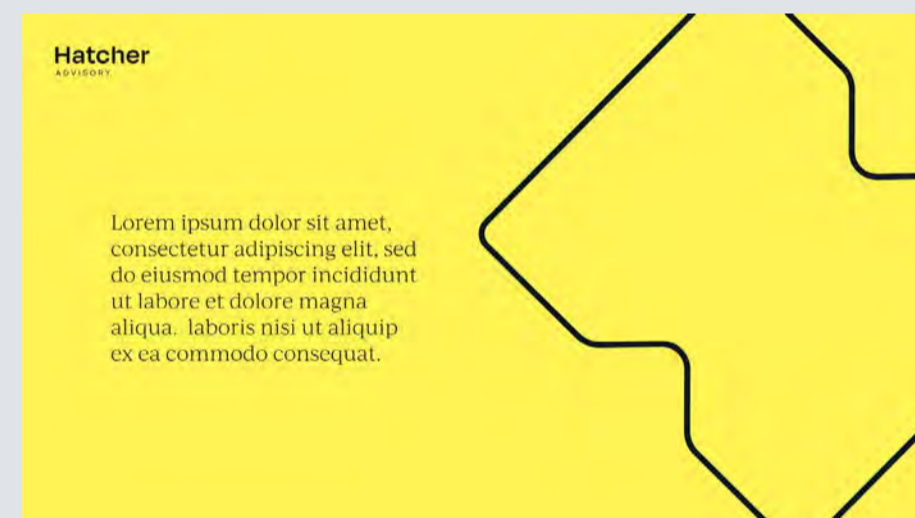 Hatcher
ADVISORY
Lorem ipsum dolor sit amet,
consectetur adipiscing elit, sed
do eiusmod tempor incididunt
ut labore et dolore magna
aliqua.  laboris nisi ut aliquip
ex ea commodo consequat.